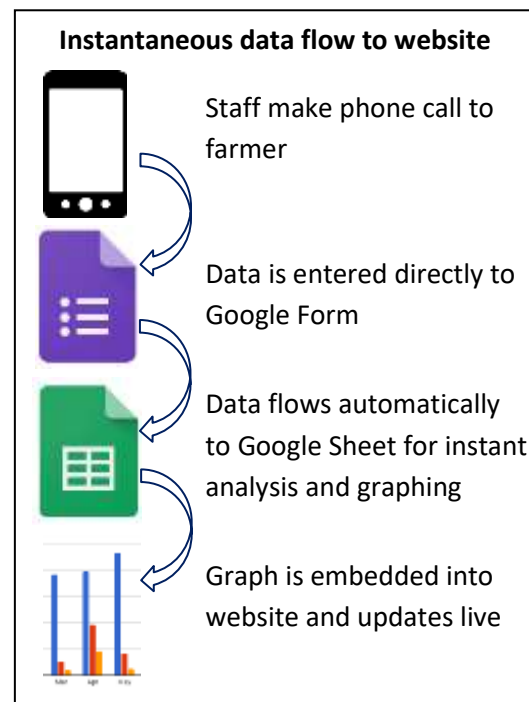 Instantaneous data flow to website
Staff make phone call to
farmer
Data is entered directly to
Google Form
Data flows automatically
to Google Sheet for instant
analysis and graphing
Graph is embedded into
website and updates live